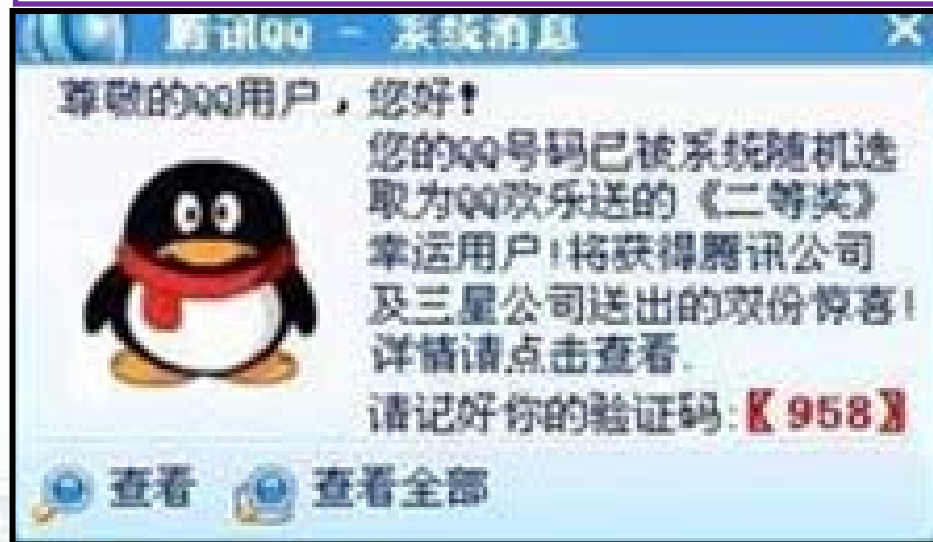 腾讯QQ - 系统消息
尊敬的QQ用户，您好！
您的QQ号码已被系统随机选
取为QQ欢乐送的《二等奖》
幸运用户！将获得腾讯公司
及三星公司送出的双份惊喜！
详情请点击查看.
请记好你的验证码:【958】
查看 查看全部